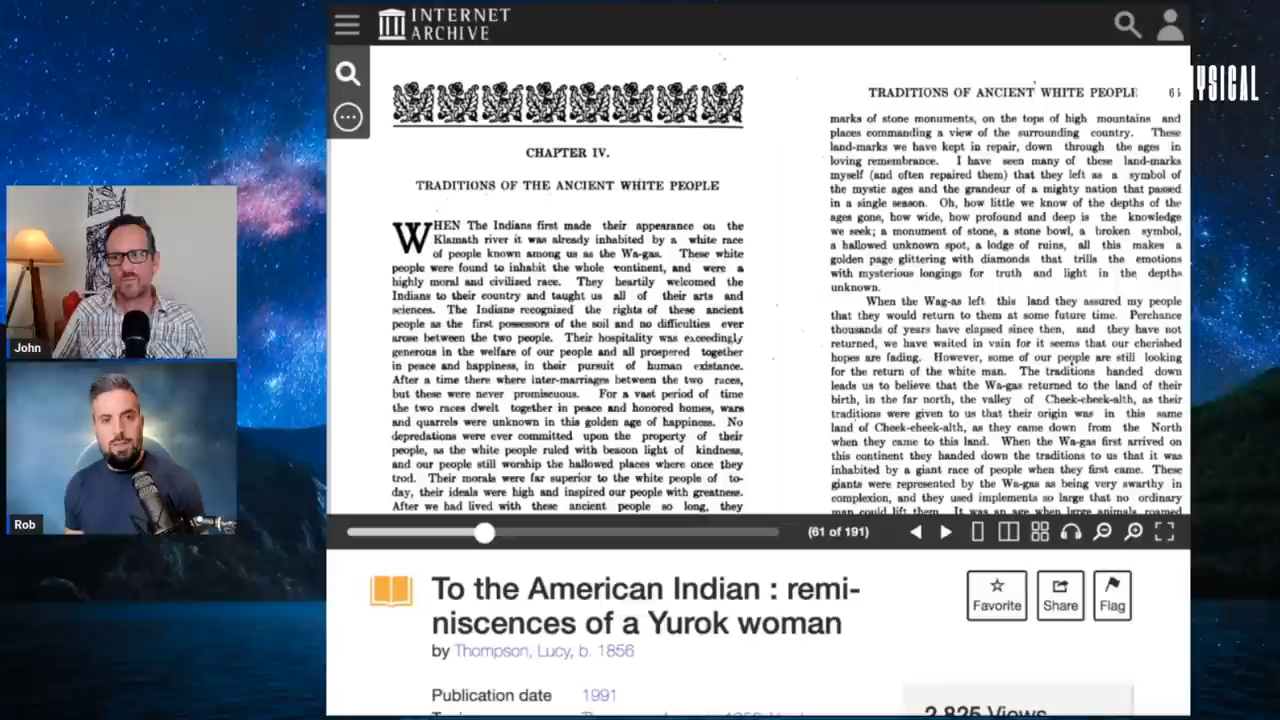 INTERNET
ARCHIVE
YSICAL
CHAPTER IV.
TRADITIONS OF THE ANCIENT WHITE PEOPLE
WHEN The Indians first made their appearance on the
Klamath river it was already inhabited by a white race
of people known among us as the Wa-gas. These white
people were found to inhabit the whole continent, and were a
highly moral and civilized race. They heartily welcomed the
Indians to their country and taught us all of their arts and
sciences. The Indians recognized the rights of these ancient
people as the first possessors of the soil and no difficulties ever
arose between the two people. Their hospitality was exceedingly
generous in the welfare of our people and all prospered together
in peace and happiness, in their pursuit of human existance.
After a time there where inter-marriages between the two races,
but these were never promiscuous. For a vast period of time
the two races dwelt together in peace and honored homes, wars
and quarrels were unknown in this golden age of happiness. No
depredations were ever committed upon the property of their
people, as the white people ruled with beacon light of kindness,
and our people still worship the hallowed places where once they
trod. Their morals were far superior to the white people of to-
day, their ideals were high and inspired our people with greatness.
After we had lived with these ancient people so long, they
TRADITIONS OF ANCIENT WHITE PEOPLE
marks of stone monuments, on the tops of high mountains and
places commanding a view of the surrounding country. These
land-marks we have kept in repair, down through the ages in
loving remembrance. I have seen many of these land-marks
myself (and often repaired them) that they left as a symbol of
the mystic ages and the grandeur of a mighty nation that passed
in a single season. Oh, how little we know of the depths of the
ages gone, how wide, how profound and deep is the knowledge
we seek; a monument of stone, a stone bowl, a broken symbol,
a hallowed unknown spot, a lodge of ruins, all this makes a
golden page glittering with diamonds that trills the emotions
with mysterious longings for truth and light in the depths
unknown.
When the Wag-as left this land they assured my people
that they would return to them at some future time. Perchance
thousands of years have elapsed since then, and they have not
returned, we have waited in vain for it seems that our cherished
hopes are fading. However, some of our people are still looking
for the return of the white man. The traditions handed down
leads us to believe that the Wa-gas returned to the land of their
birth, in the far north, the valley of Cheek-cheek-alth, as their
traditions were given to us that their origin was in this same
land of Cheek-cheek-alth, as they came down from the North
when they came to this land. When the Wa-gas first arrived on
this continent they handed down the traditions to us that it was
inhabited by a giant race of people when they first came. These
giants were represented by the Wa-gas as being very swarthy in
complexion, and they used implements so large that no ordinary
man could lift them. It was an age when large animals roamed
John
Rob
(61 of 191)
To the American Indian : remi-
niscences of a Yurok woman
by Thompson, Lucy, b. 1856
Favorite
Share
Flag
Publication date 1991
2,825 Views